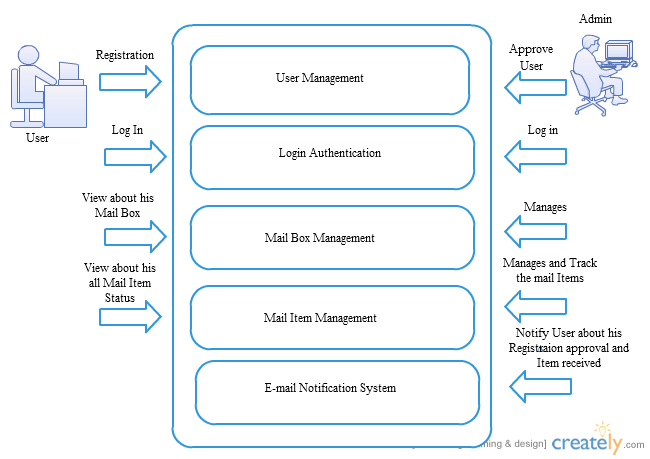 Admin
Registration
User Management
Approve
User
User
Log In
Login Authentication
Log in
View about his
Mail Box
Mail Box Management
Manages
View about his
all Mail Item
Status
Mail Item Management
Manages and Track
the mail Items
Notify User about his
Registraion approval and
Item received
E-mail Notification System
& design]
creately.com